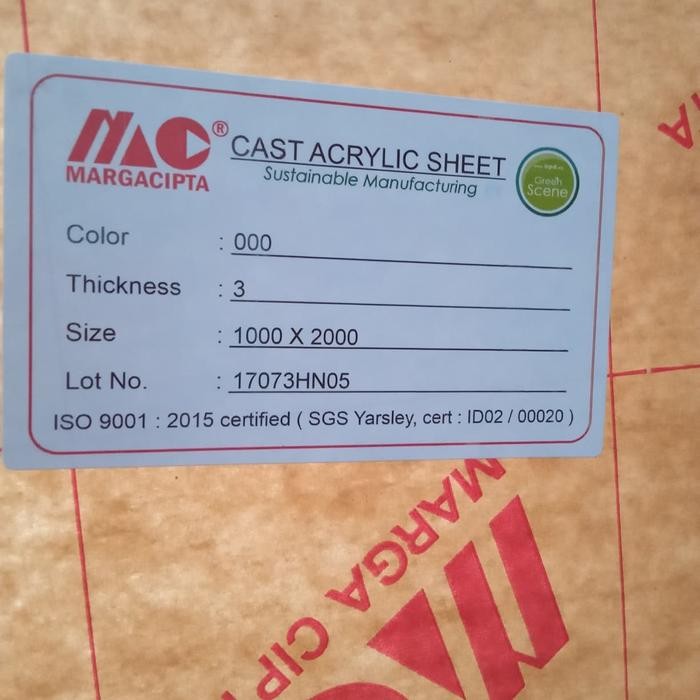 MAC®
MARGACIPTA
CAST ACRYLIC SHEET
Sustainable Manufacturing
Green
Scene
Color : 000
Thickness : 3
Size : 1000 X 2000
Lot No. : 17073HN05
ISO 9001 : 2015 certified ( SGS Yarsley, cert : ID02 / 00020 )
MARGA CIP